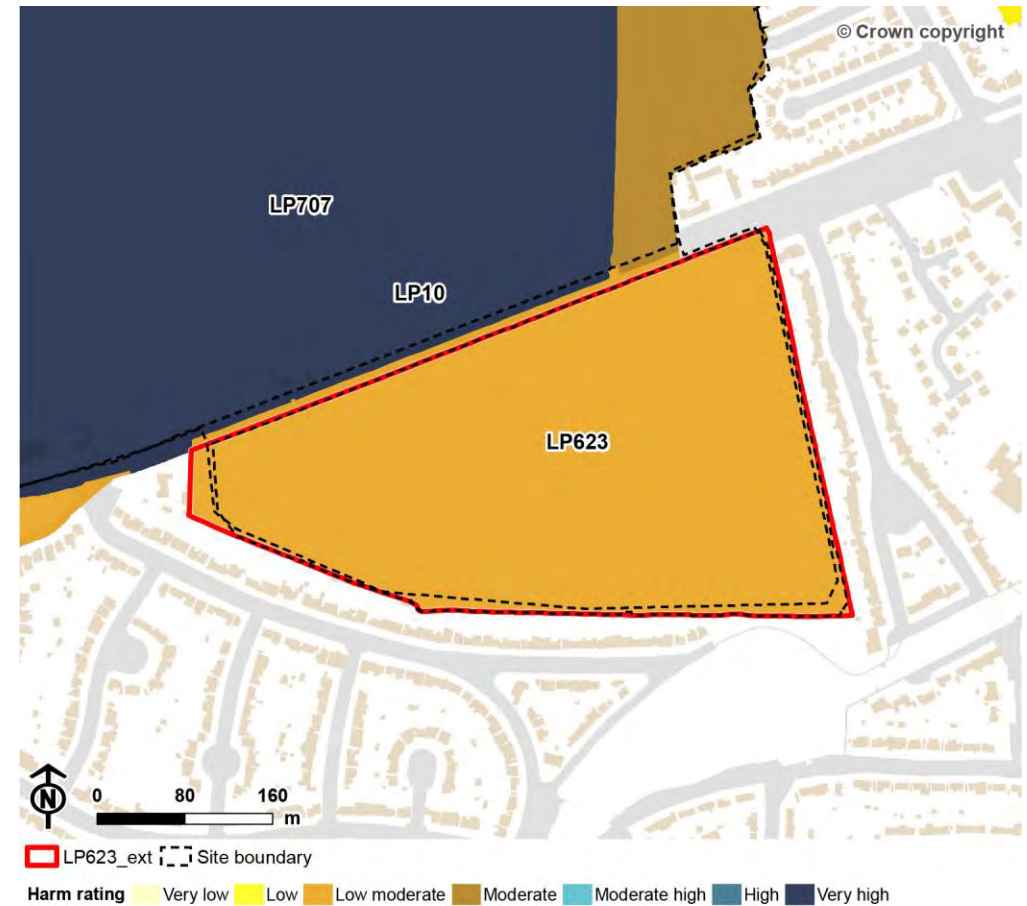 © Crown copyright
LP707
LP10
LP623
N
0 80 160
m
LP623_ext Site boundary
Harm rating Very low Low Low moderate Moderate Moderate high High Very high